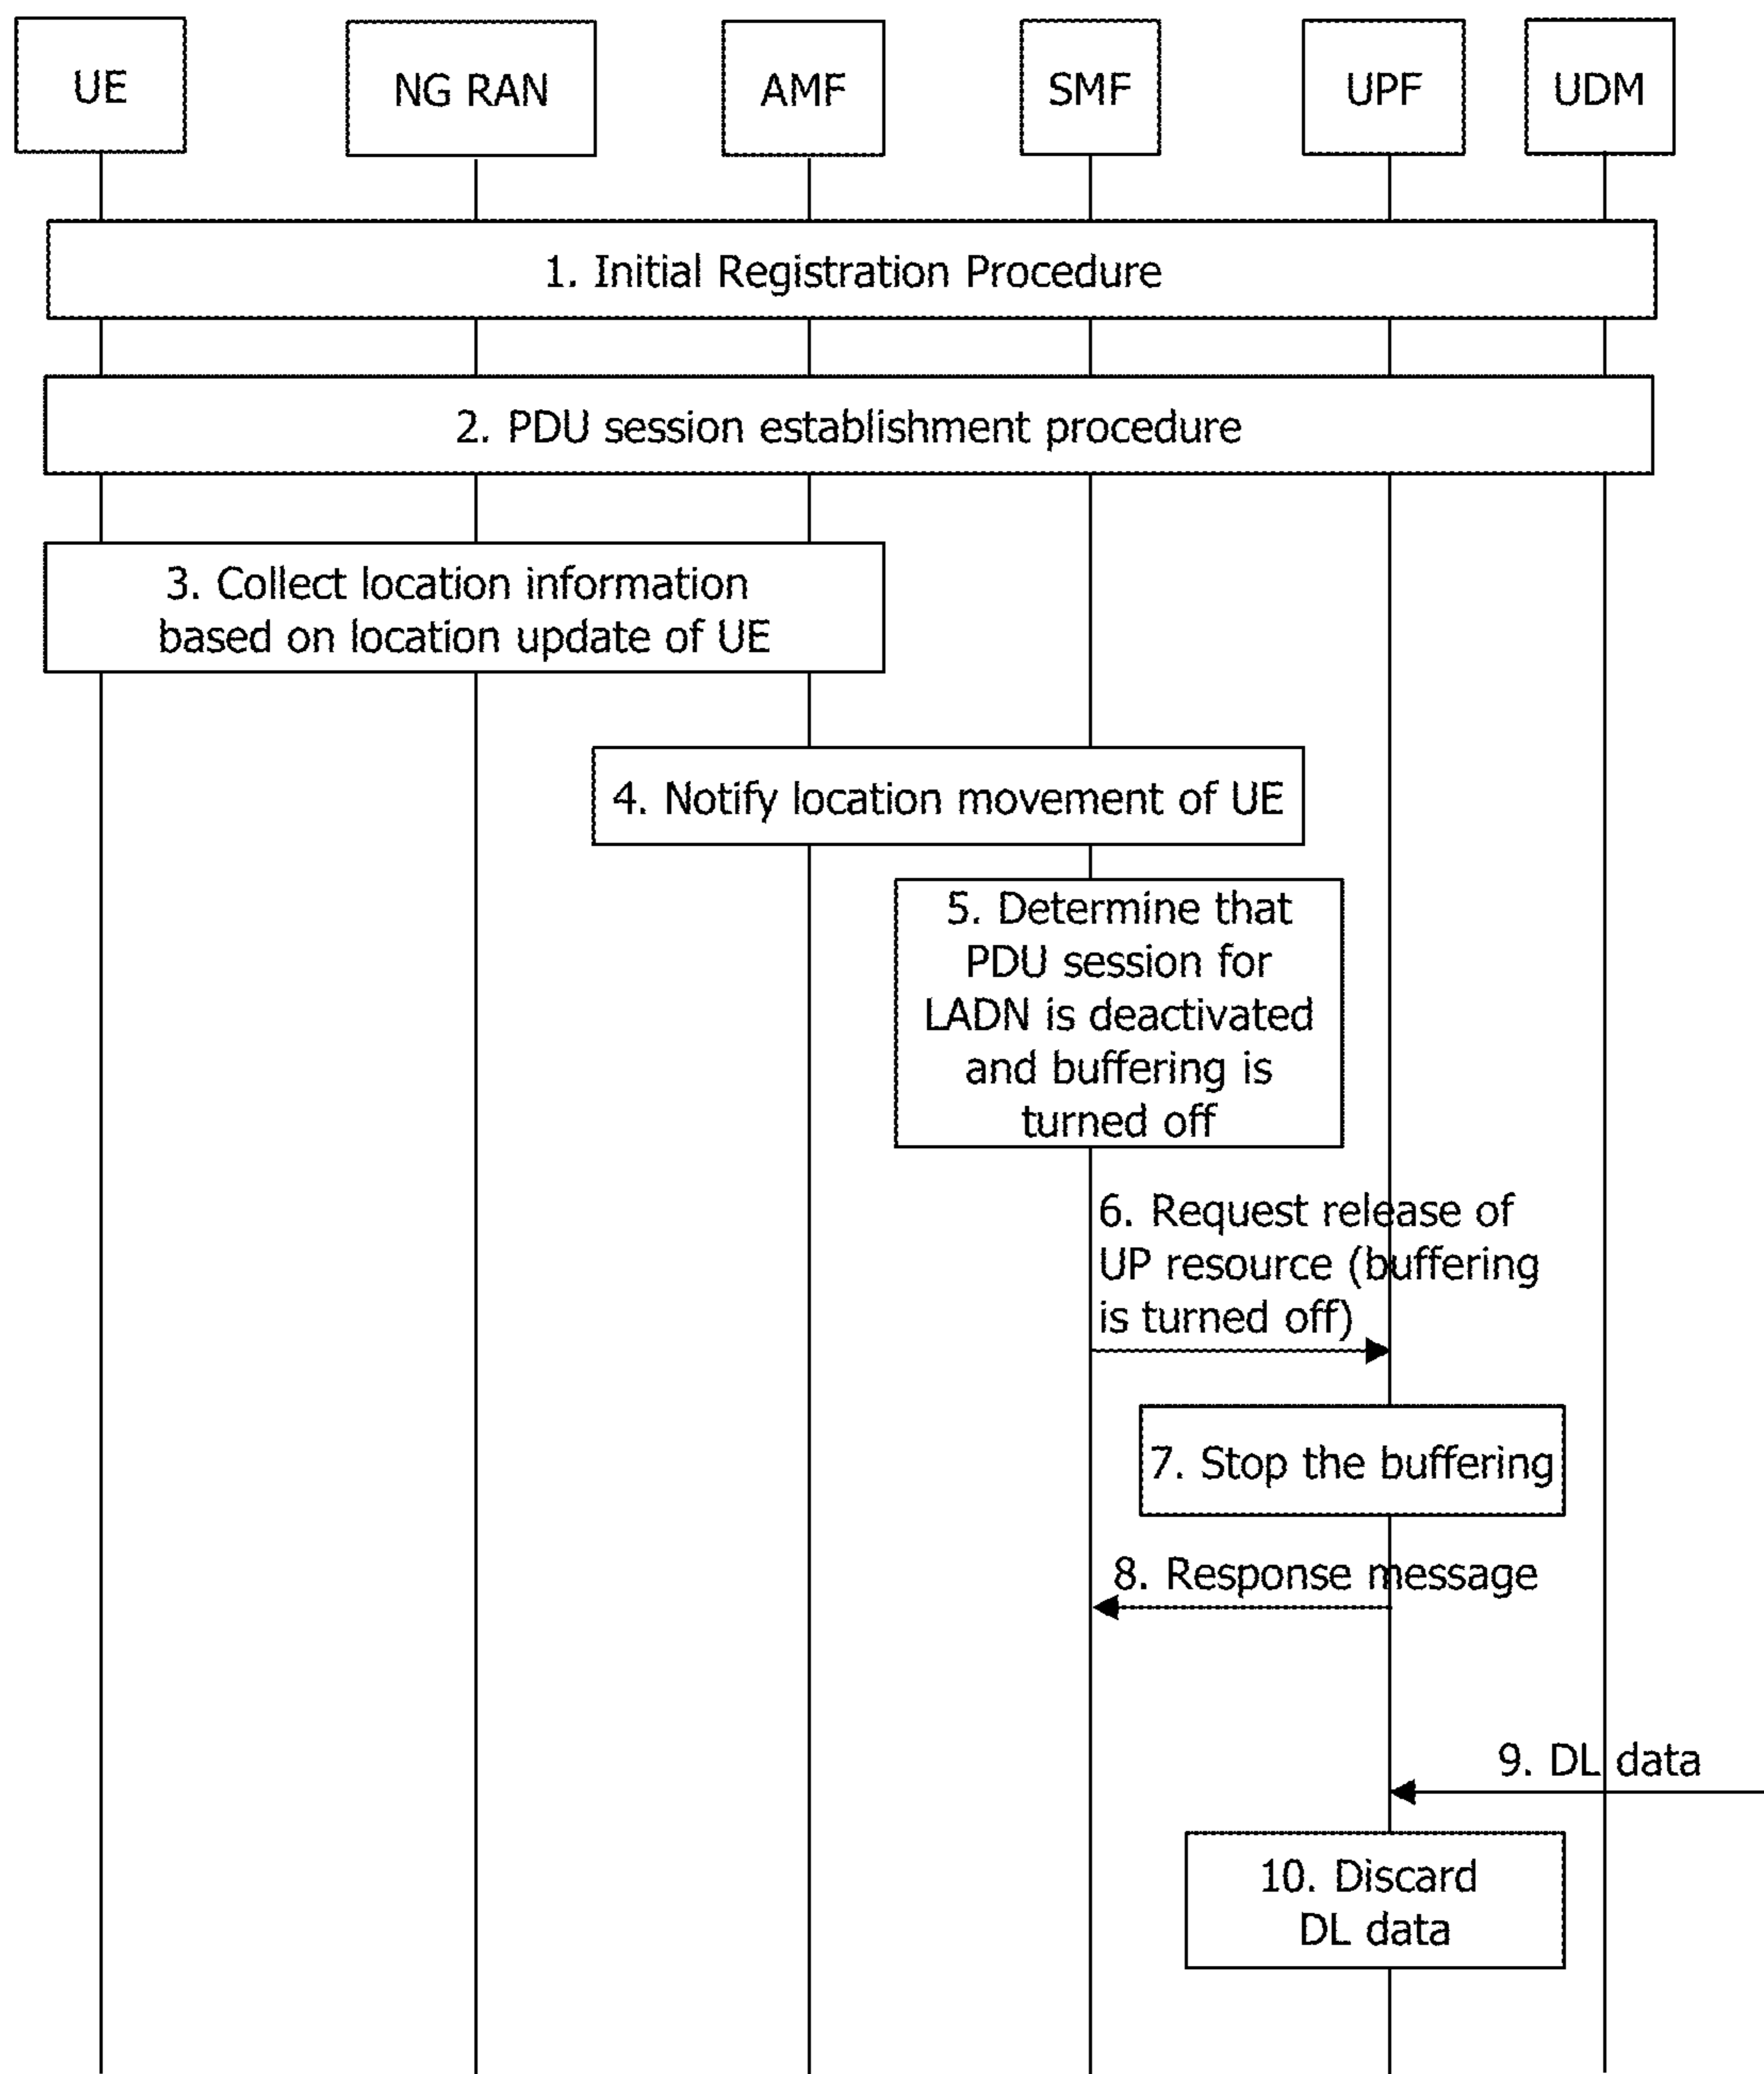 UE
NG RAN
AMF
SMF
UPF
UDM
1. Initial Registration Procedure
2. PDU session establishment procedure
3. Collect location information
based on location update of UE
4. Notify location movement of UE
5. Determine that
PDU session for
LADN is deactivated
and buffering is
turned off
6. Request release of
UP resource (buffering
is turned off)
7. Stop the buffering
8. Response message
9. DL data
10. Discard
DL data